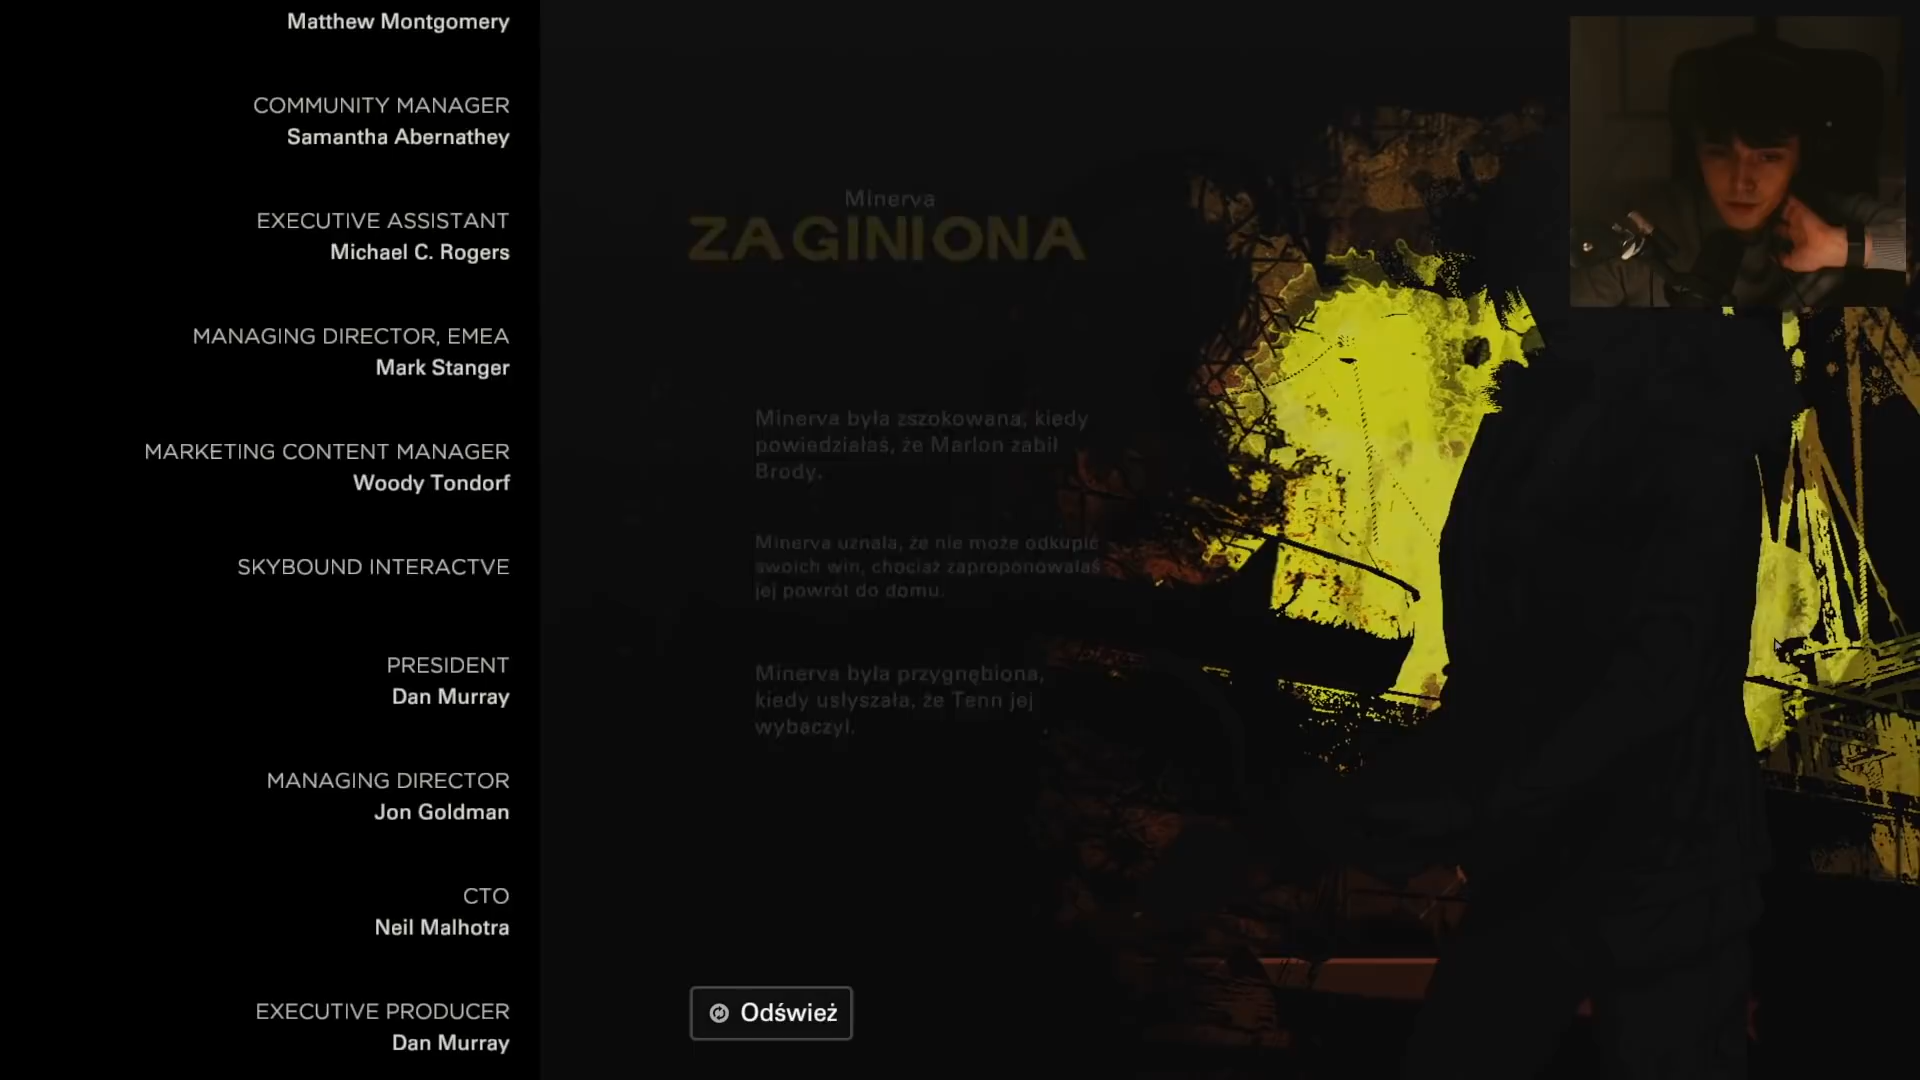 Matthew Montgomery
COMMUNITY MANAGER
Samantha Abernathey
EXECUTIVE ASSISTANT
Michael C. Rogers
MANAGING DIRECTOR, EMEA
Mark Stanger
MARKETING CONTENT MANAGER
Woody Tondorf
SKYBOUND INTERACTVE
PRESIDENT
Dan Murray
MANAGING DIRECTOR
Jon Goldman
CTO
Neil Malhotra
EXECUTIVE PRODUCER
Dan Murray
Minerva
ZAGINIONA
Minerva była zszokowana, kiedy
powiedziałaś, że Marlon zabił
Brody.
Minerva uznała, że nie może odkupić
swoich win, chociaż zaproponowałaś
jej powrót do domu.
Minerva była przygnębiona,
kiedy usłyszała, że Tenn jej
wybaczył.
Odśwież